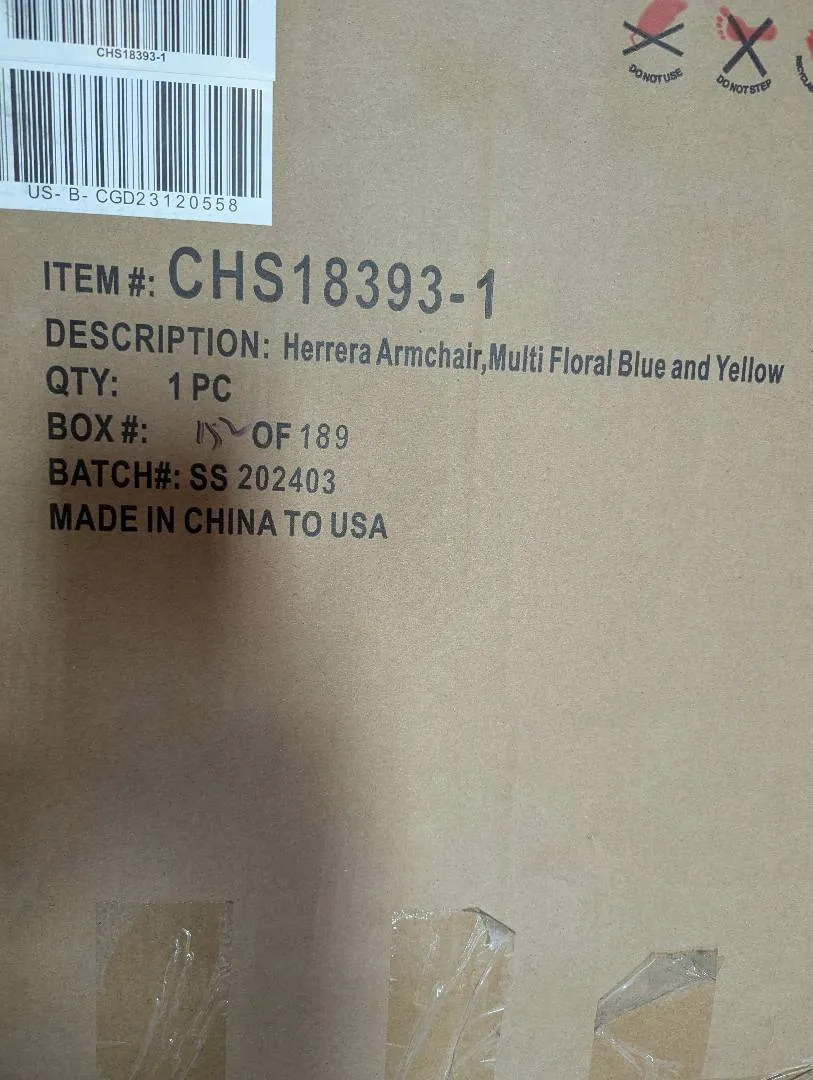 CHS18393-1
US- B- CGD23120558
DO NOT USE
DO NOT STEP
ITEM #: CHS18393-1
DESCRIPTION: Herrera Armchair,Multi Floral Blue and Yellow
QTY: 1 PC
BOX #: 152 OF 189
BATCH#: SS 202403
MADE IN CHINA TO USA